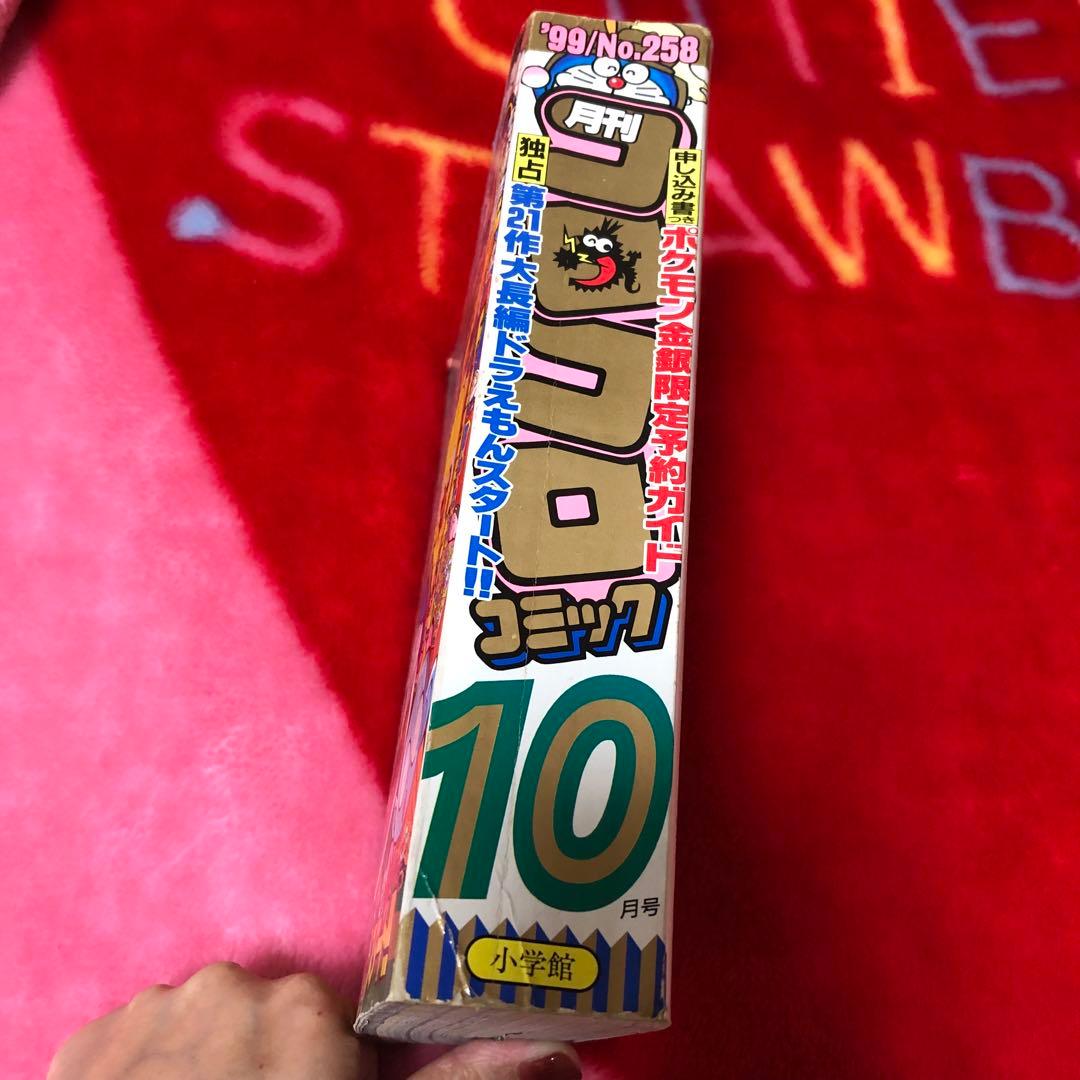 '99/No.258
月刊
コロコロ
コミック
申し込み書つき
ポケモン金銀限定予約ガイド
独占
第21作大長編ドラえもんスタート!!
10
月号
小学館
ST AWB